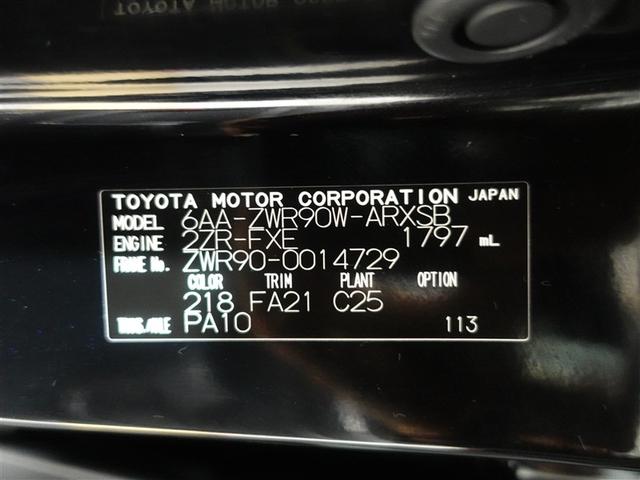 TOYOTA MOTOR CORPORATION JAPAN
MODEL 6AA-ZWR90W-ARXSB
ENGINE 2ZR-FXE 1797 mL
FRAME No. ZWR90-0014729
COLOR TRIM PLANT OPTION
218 FA21 C25
TRNS./AXLE PA10 113